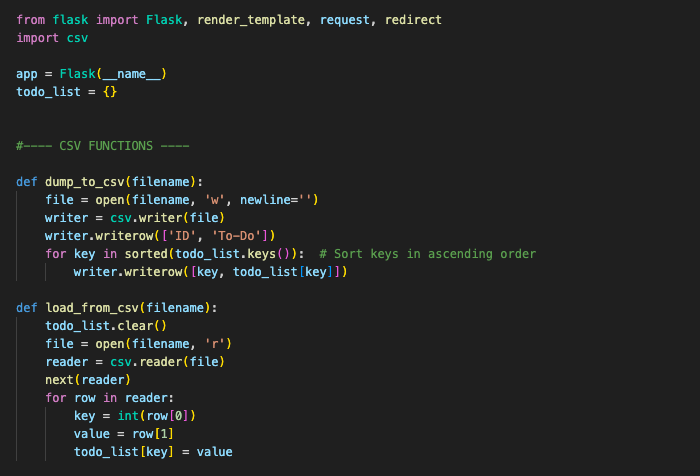 from flask import Flask, render_template, request, redirect
import csv

app = Flask(__name__)
todo_list = {}


#---- CSV FUNCTIONS ----

def dump_to_csv(filename):
    file = open(filename, 'w', newline='')
    writer = csv.writer(file)
    writer.writerow(['ID', 'To-Do'])
    for key in sorted(todo_list.keys()):  # Sort keys in ascending order
        writer.writerow([key, todo_list[key]])

def load_from_csv(filename):
    todo_list.clear()
    file = open(filename, 'r')
    reader = csv.reader(file)
    next(reader)
    for row in reader:
        key = int(row[0])
        value = row[1]
        todo_list[key] = value